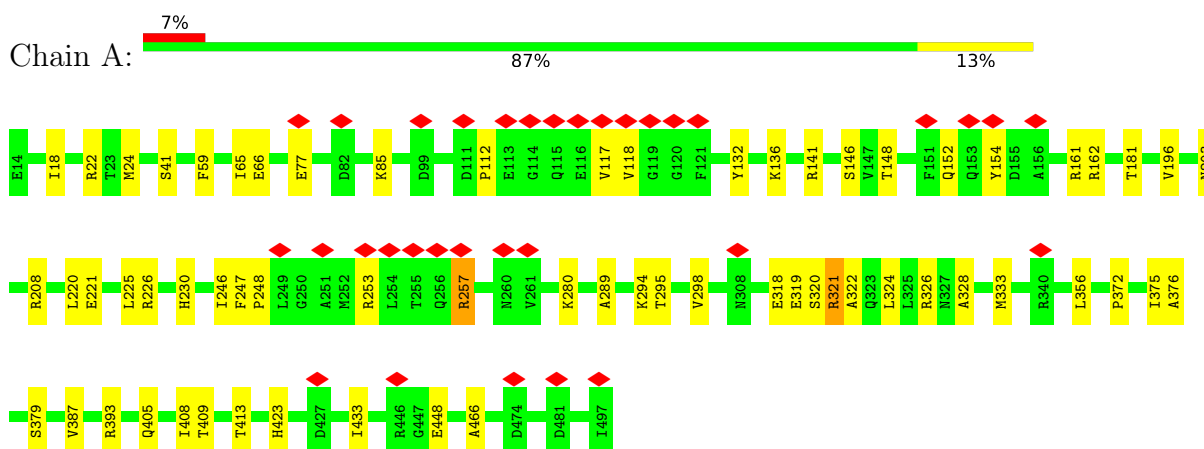 7%
Chain A:
87% 13%
E14 I18 R22 T23 M24 S41 F59 I65 E66 E77 D82 K85 D99 D111 P112 E113 G114 Q115 E116 V117 V118 G119 G120 F121 Y132 K136 R141 S146 V147 T148 F151 Q152 Q153 Y154 D155 A156 R161 R162 T181 V196
R208 L220 E221 L225 R226 H230 I246 F247 P248 L249 G250 A251 M252 R253 L254 T255 Q256 R257 N260 V261 K280 A289 K294 T295 V298 N308 E318 E319 S320 R321 A322 Q323 L324 L325 R326 N327 A328 M333 R340 L356 P372 I375 A376
S379 V387 R393 Q405 I408 T409 T413 H423 D427 I433 R446 G447 E448 A466 D474 D481 I497